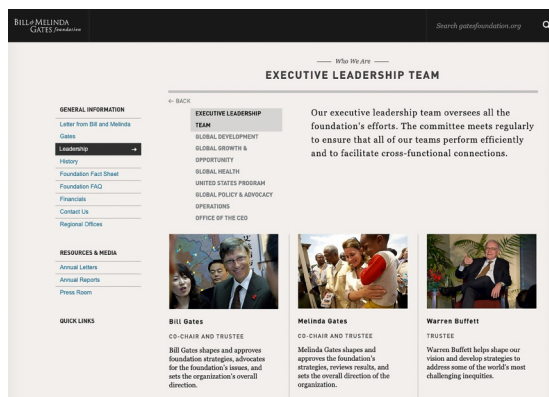 BILL & MELINDA
GATES foundation
Search gatesfoundation.org
Who We Are
EXECUTIVE LEADERSHIP TEAM
← BACK
GENERAL INFORMATION
Letter from Bill and Melinda
Gates
Leadership →
History
Foundation Fact Sheet
Foundation FAQ
Financials
Contact Us
Regional Offices
RESOURCES & MEDIA
Annual Letters
Annual Reports
Press Room
QUICK LINKS
EXECUTIVE LEADERSHIP
TEAM
GLOBAL DEVELOPMENT
GLOBAL GROWTH &
OPPORTUNITY
GLOBAL HEALTH
UNITED STATES PROGRAM
GLOBAL POLICY & ADVOCACY
OPERATIONS
OFFICE OF THE CEO
Our executive leadership team oversees all the
foundation's efforts. The committee meets regularly
to ensure that all of our teams perform efficiently
and to facilitate cross-functional connections.
Bill Gates
CO-CHAIR AND TRUSTEE
Bill Gates shapes and approves
foundation strategies, advocates
for the foundation's issues, and
sets the organization's overall
direction.
Melinda Gates
CO-CHAIR AND TRUSTEE
Melinda Gates shapes and
approves the foundation's
strategies, reviews results, and
sets the overall direction of the
organization.
Warren Buffett
TRUSTEE
Warren Buffett helps shape our
vision and develop strategies to
address some of the world's most
challenging inequities.